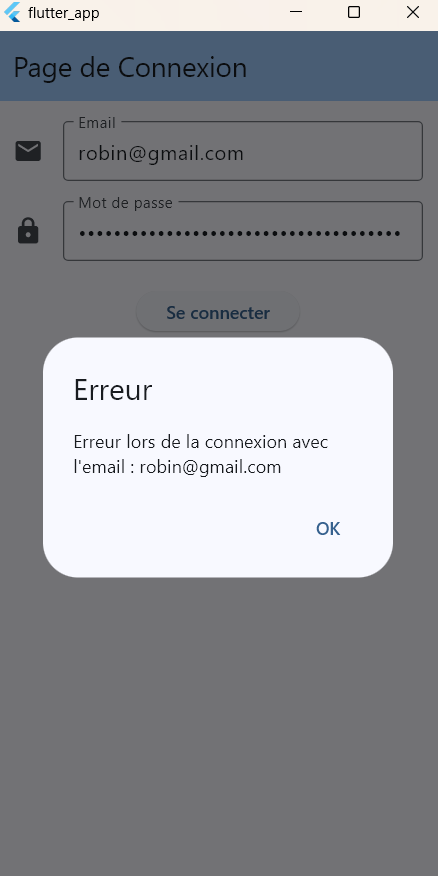 flutter_app
Page de Connexion
Email
robin@gmail.com
Mot de passe
Se connecter
Erreur
Erreur lors de la connexion avec
l'email : robin@gmail.com
OK